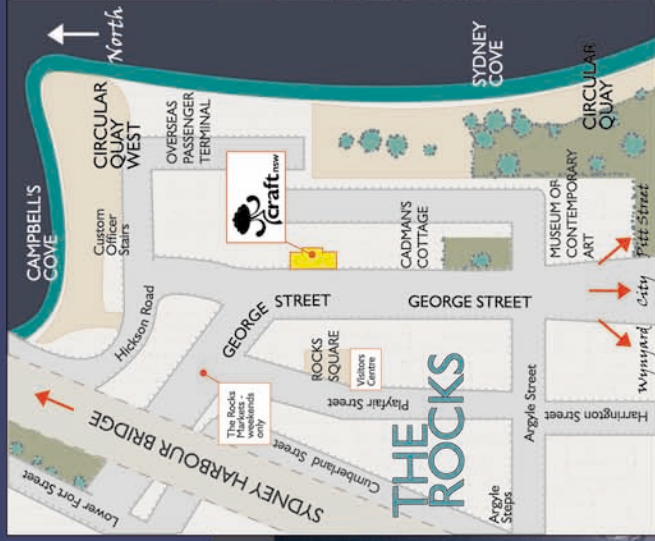 North
CAMPBELL'S
COVE
CIRCULAR
QUAY
WEST
Custom
Officer
Stairs
OVERSEAS
PASSENGER
TERMINAL
Hickson Road
SYDNEY
COVE
craft nsw
GEORGE
STREET
The Rocks
Markets -
weekends
only
SYDNEY HARBOUR BRIDGE
Lower Fort Street
Cumberland Street
ROCKS
SQUARE
Visitors
Centre
Playfair Street
CADMAN'S
COTTAGE
GEORGE STREET
THE
ROCKS
CIRCULAR
QUAY
MUSEUM OF
CONTEMPORARY
ART
Argyle
Steps
Argyle Street
Harrington Street
Wynyard
City
Pitt Street